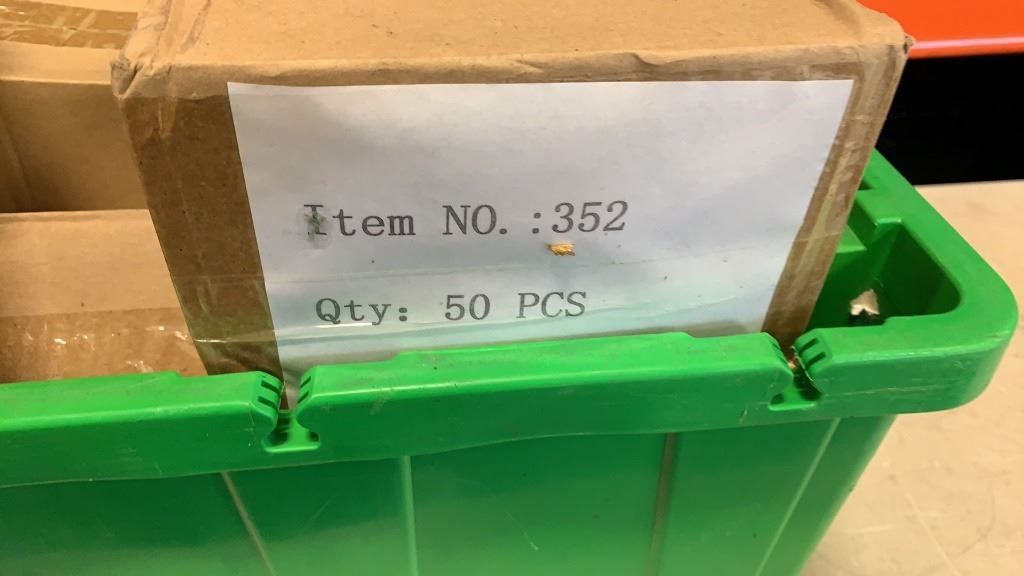 Item NO.:352
Qty: 50 PCS